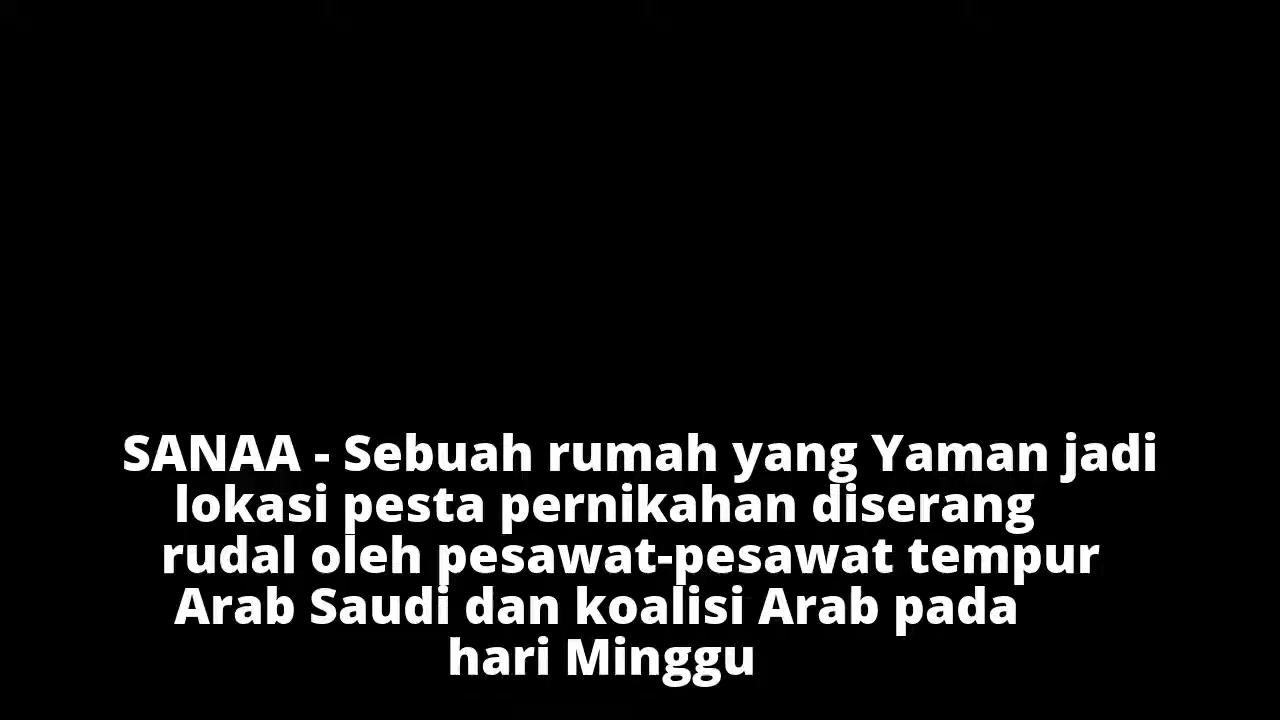 SANAA - Sebuah rumah yang Yaman jadi
lokasi pesta pernikahan diserang
rudal oleh pesawat-pesawat tempur
Arab Saudi dan koalisi Arab pada
hari Minggu